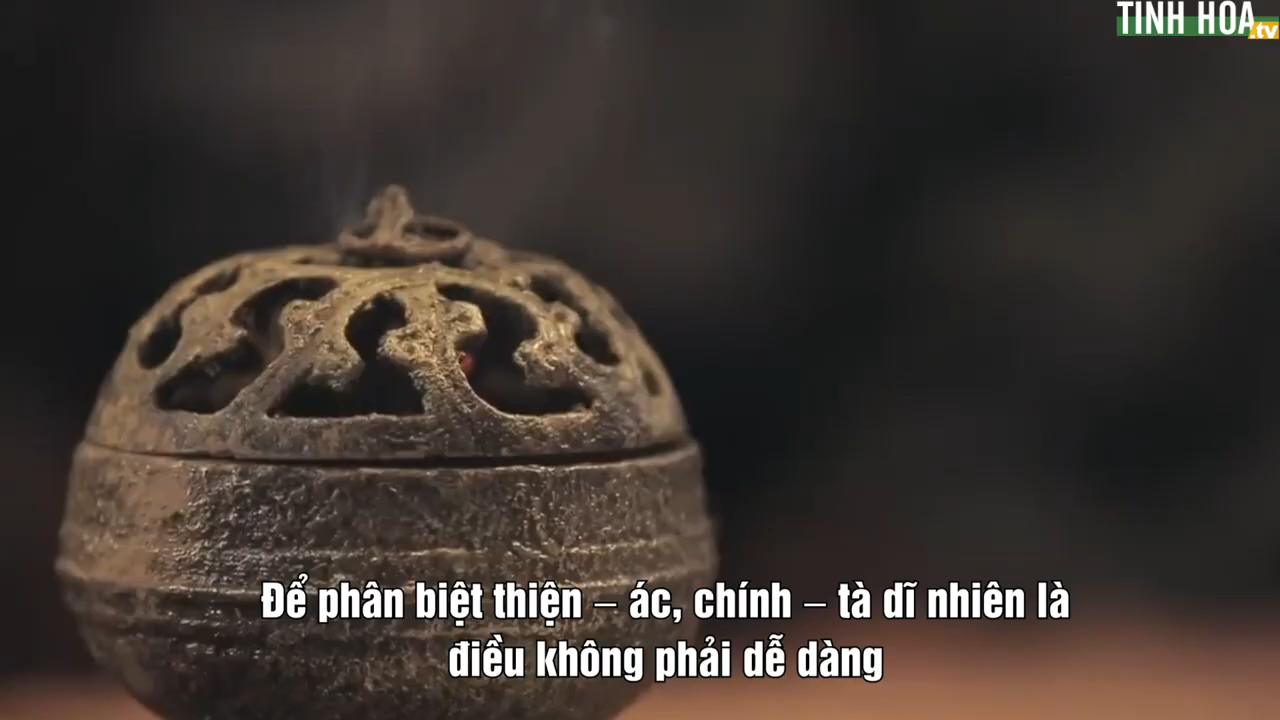 TINH HOA
.tv
Để phân biệt thiện – ác, chính – tà dĩ nhiên là
điều không phải dễ dàng